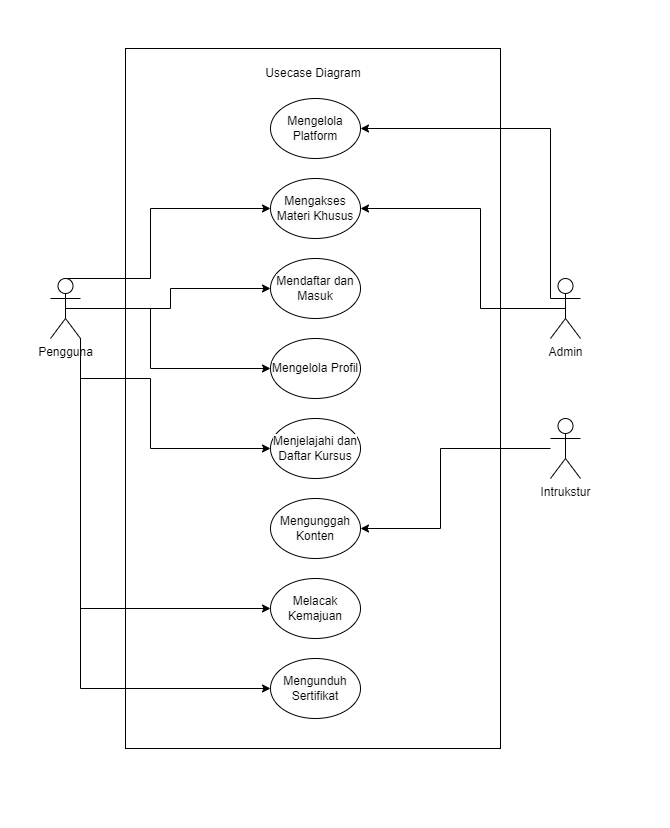 Usecase Diagram
Mengelola
Platform
Mengakses
Materi Khusus
Mendaftar dan
Masuk
Pengguna
Admin
Mengelola Profil
Menjelajahi dan
Daftar Kursus
Intrukstur
Mengunggah
Konten
Melacak
Kemajuan
Mengunduh
Sertifikat